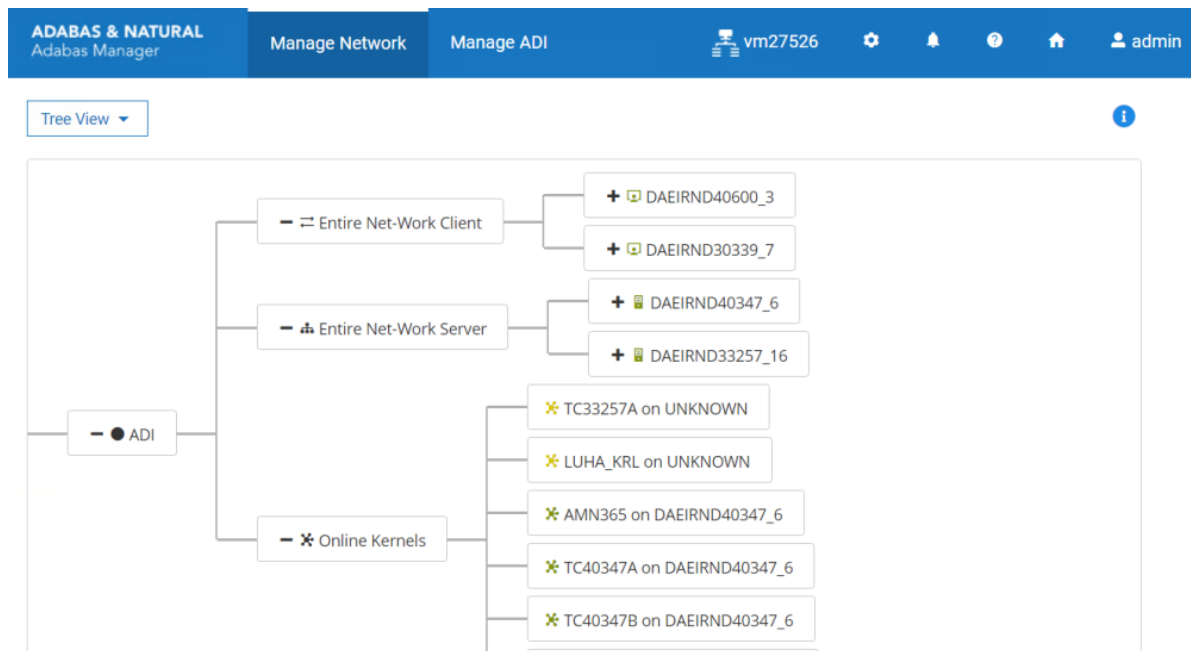 ADABAS & NATURAL
Adabas Manager
Manage Network
Manage ADI
vm27526
admin
Tree View
DAEIRND40600_3
Entire Net-Work Client
DAEIRND30339_7
DAEIRND40347_6
Entire Net-Work Server
DAEIRND33257_16
TC33257A on UNKNOWN
ADI
LUHA_KRL on UNKNOWN
AMN365 on DAEIRND40347_6
Online Kernels
TC40347A on DAEIRND40347_6
TC40347B on DAEIRND40347_6